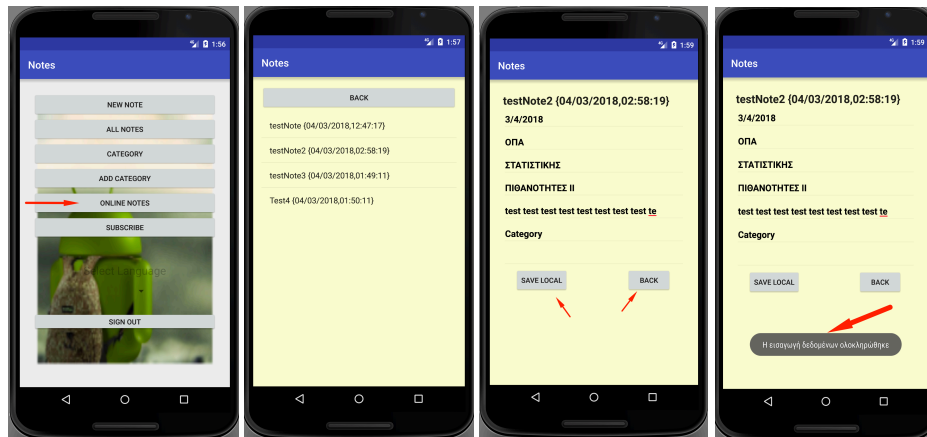 1:56
Notes
NEW NOTE
ALL NOTES
CATEGORY
ADD CATEGORY
ONLINE NOTES
SUBSCRIBE
Select Language
SIGN OUT
1:57
Notes
BACK
testNote {04/03/2018,12:47:17}
testNote2 {04/03/2018,02:58:19}
testNote3 {04/03/2018,01:49:11}
Test4 {04/03/2018,01:50:11}
1:59
Notes
testNote2 {04/03/2018,02:58:19}
3/4/2018
ΟΠΑ
ΣΤΑΤΙΣΤΙΚΗΣ
ΠΙΘΑΝΟΤΗΤΕΣ ΙΙ
test test test test test test test test te
Category
SAVE LOCAL BACK
1:59
Notes
testNote2 {04/03/2018,02:58:19}
3/4/2018
ΟΠΑ
ΣΤΑΤΙΣΤΙΚΗΣ
ΠΙΘΑΝΟΤΗΤΕΣ ΙΙ
test test test test test test test test te
Category
SAVE LOCAL BACK
Η εισαγωγή δεδομένων ολοκληρώθηκε